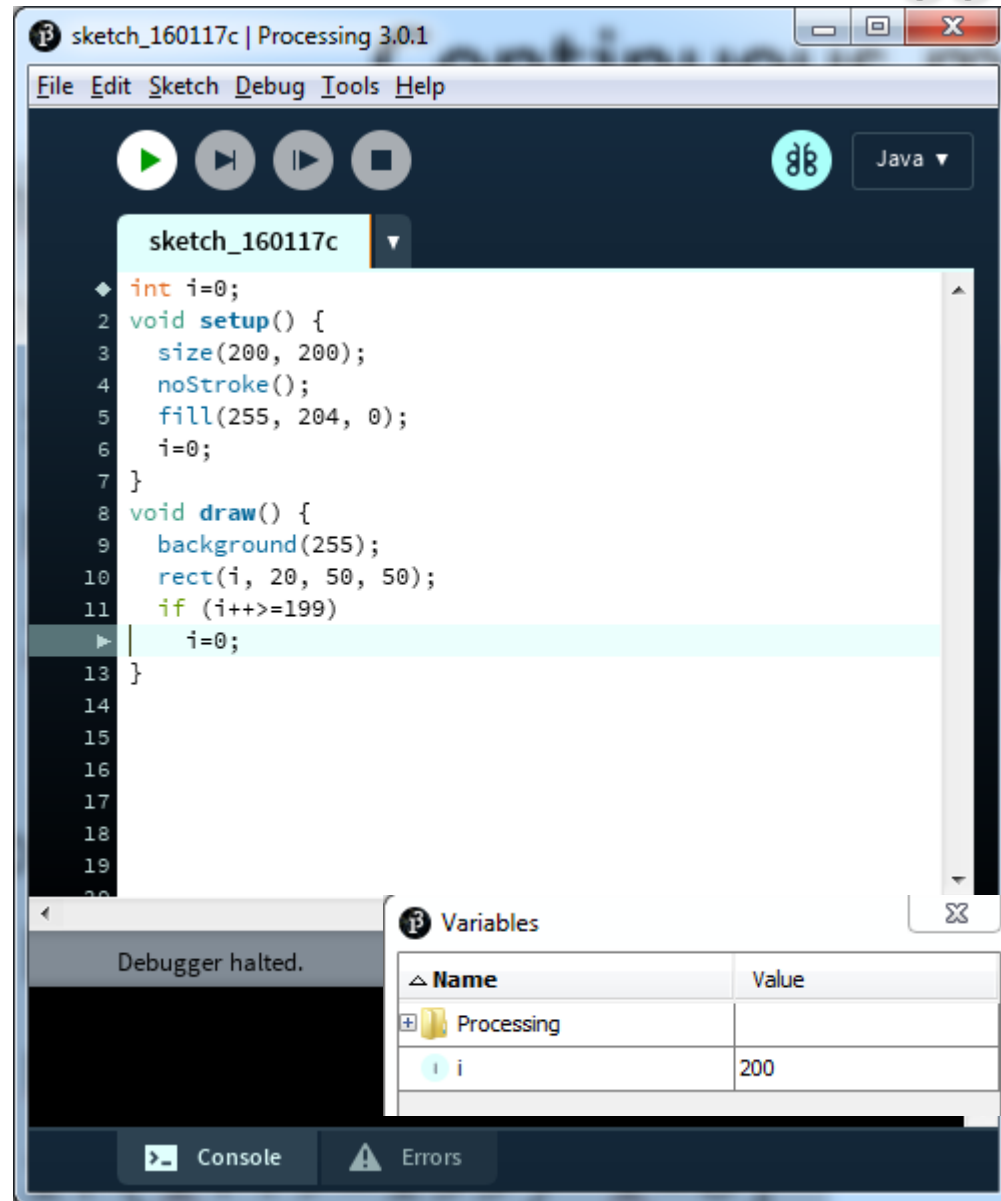 sketch_160117c | Processing 3.0.1
File Edit Sketch Debug Tools Help
Java ▼
sketch_160117c ▼
int i=0;
2 void setup() {
3   size(200, 200);
4   noStroke();
5   fill(255, 204, 0);
6   i=0;
7 }
8 void draw() {
9   background(255);
10   rect(i, 20, 50, 50);
11   if (i++>=199)
    i=0;
13 }
14
15
16
17
18
19
Debugger halted.
Variables
Name Value
Processing
i 200
Console Errors